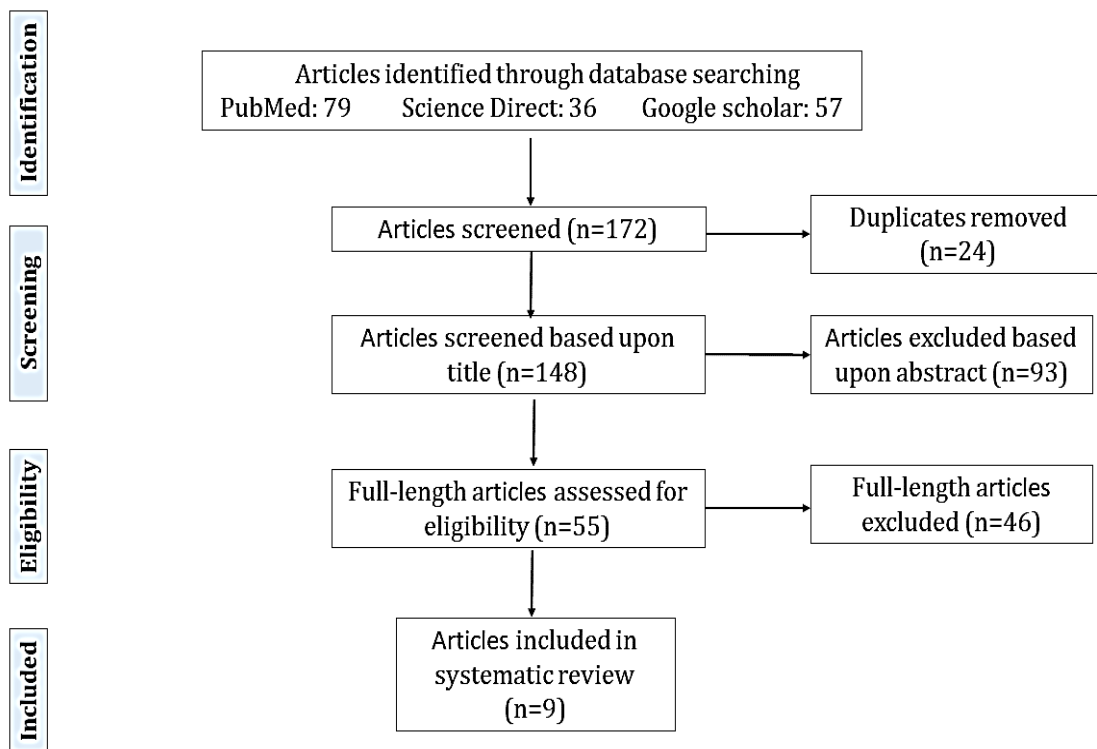 Identification
Articles identified through database searching
PubMed: 79 Science Direct: 36 Google scholar: 57
Screening
Articles screened (n=172)
Duplicates removed
(n=24)
Articles screened based upon
title (n=148)
Articles excluded based
upon abstract (n=93)
Eligibility
Full-length articles assessed for
eligibility (n=55)
Full-length articles
excluded (n=46)
Included
Articles included in
systematic review
(n=9)